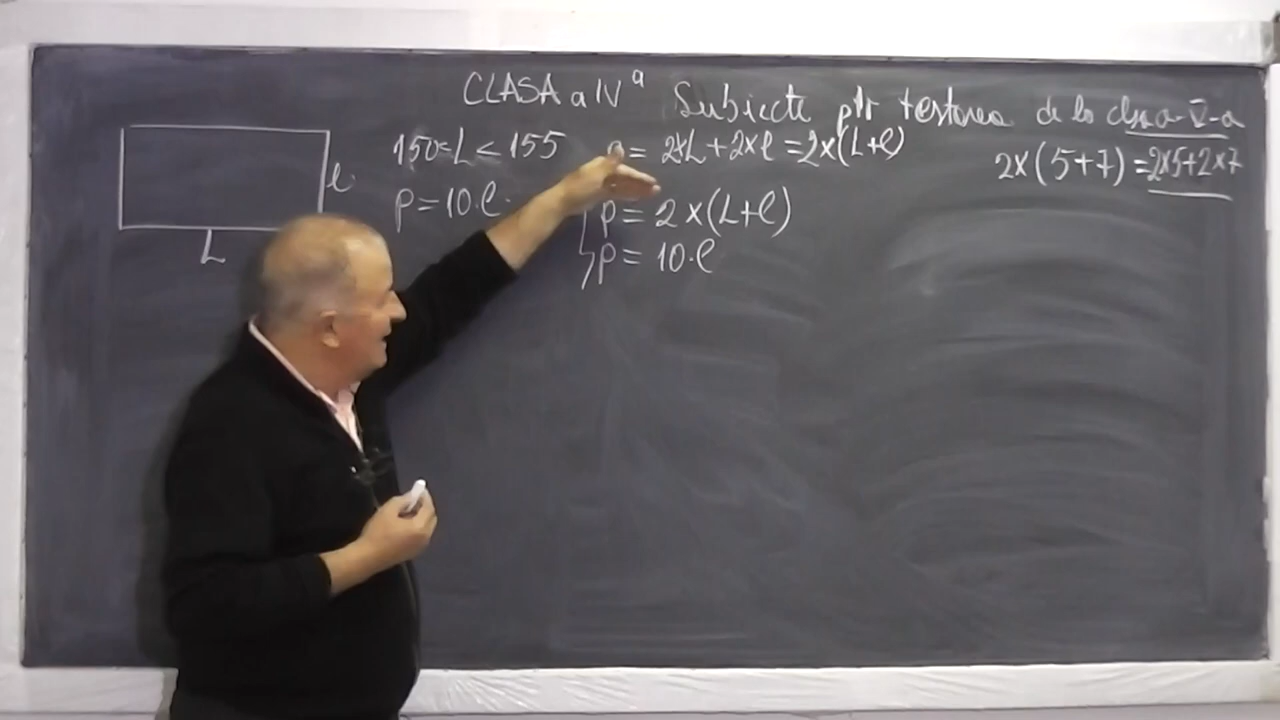 CLASA a IVª Subiecte ptr testarea de la clasa a-V-a
150<L<155
P=10·l
l
L
p= 2×L+2×l=2×(L+l)
p= 2×(L+l)
p= 10·l
2×(5+7)=2×5+2×7